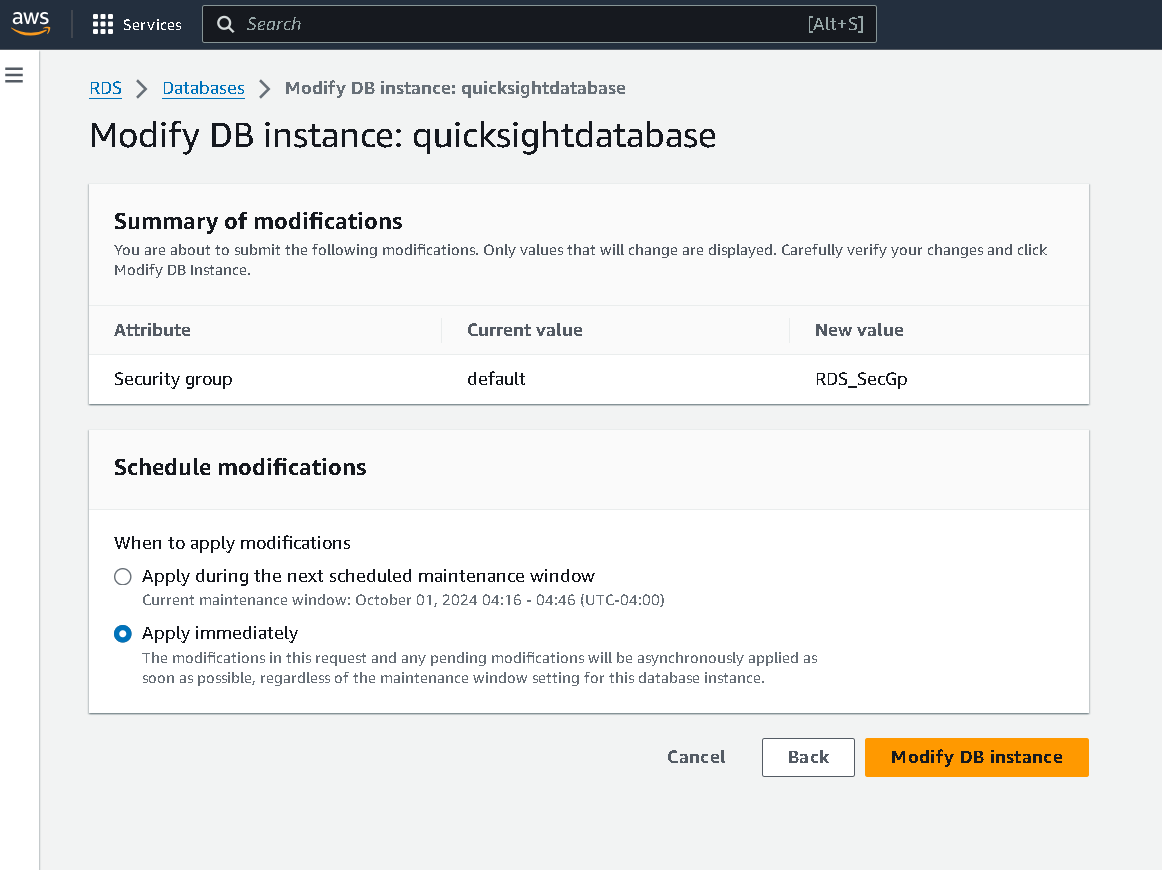 aws
Services
Search
[Alt+S]
RDS > Databases > Modify DB instance: quicksightdatabase
Modify DB instance: quicksightdatabase
Summary of modifications
You are about to submit the following modifications. Only values that will change are displayed. Carefully verify your changes and click
Modify DB Instance.
Attribute Current value New value
Security group default RDS_SecGp
Schedule modifications
When to apply modifications
Apply during the next scheduled maintenance window
Current maintenance window: October 01, 2024 04:16 - 04:46 (UTC-04:00)
Apply immediately
The modifications in this request and any pending modifications will be asynchronously applied as
soon as possible, regardless of the maintenance window setting for this database instance.
Cancel Back Modify DB instance